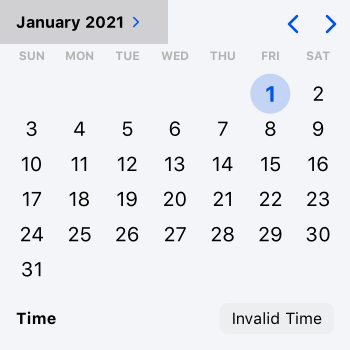 January 2021
SUN MON TUE WED THU FRI SAT
1 2
3 4 5 6 7 8 9
10 11 12 13 14 15 16
17 18 19 20 21 22 23
24 25 26 27 28 29 30
31
Time Invalid Time